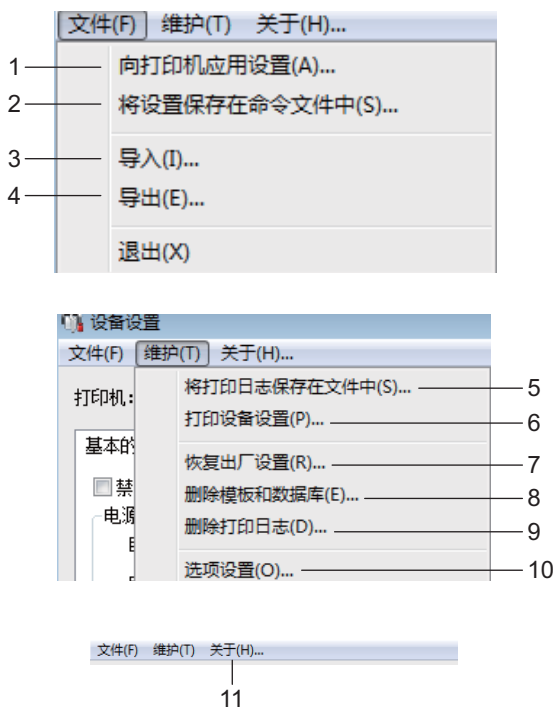 文件(F) 维护(T) 关于(H)...
1 向打印机应用设置(A)...
2 将设置保存在命令文件中(S)...
3 导入(I)...
4 导出(E)...
退出(X)
设备设置
文件(F) 维护(T) 关于(H)...
打印机: 将打印日志保存在文件中(S)... 5
打印设备设置(P)... 6
基本的
恢复出厂设置(R)... 7
禁 删除模板和数据库(E)... 8
电源 删除打印日志(D)... 9
选项设置(O)... 10
文件(F) 维护(T) 关于(H)...
11